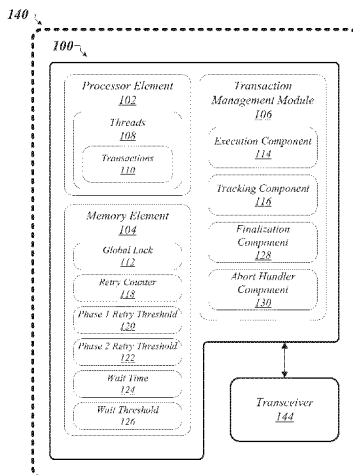 140
100
Processor Element
102
Threads
108
Transactions
110
Memory Element
104
Global Lock
112
Retry Counter
118
Phase 1 Retry Threshold
120
Phase 2 Retry Threshold
122
Wait Time
124
Wait Threshold
126
Transaction
Management Module
106
Execution Component
114
Tracking Component
116
Finalization
Component
128
Abort Handler
Component
130
Transceiver
144